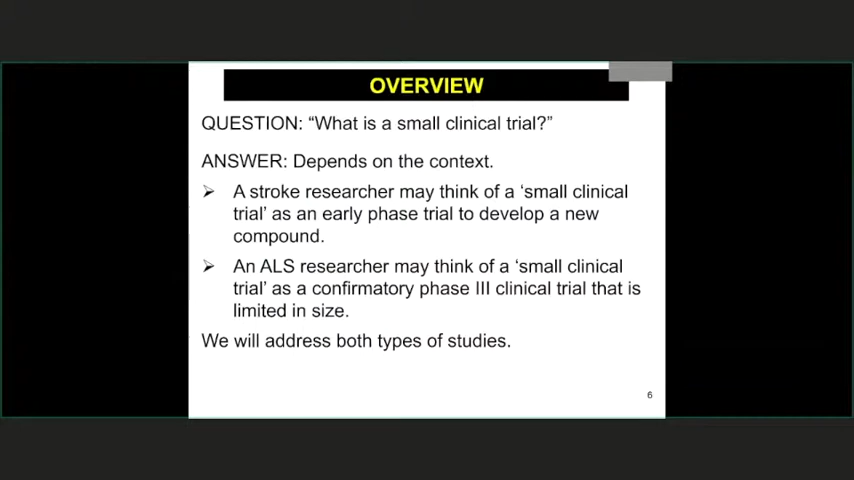 OVERVIEW
QUESTION: “What is a small clinical trial?”
ANSWER: Depends on the context.
➢ A stroke researcher may think of a ‘small clinical
trial’ as an early phase trial to develop a new
compound.
➢ An ALS researcher may think of a ‘small clinical
trial’ as a confirmatory phase III clinical trial that is
limited in size.
We will address both types of studies.
6